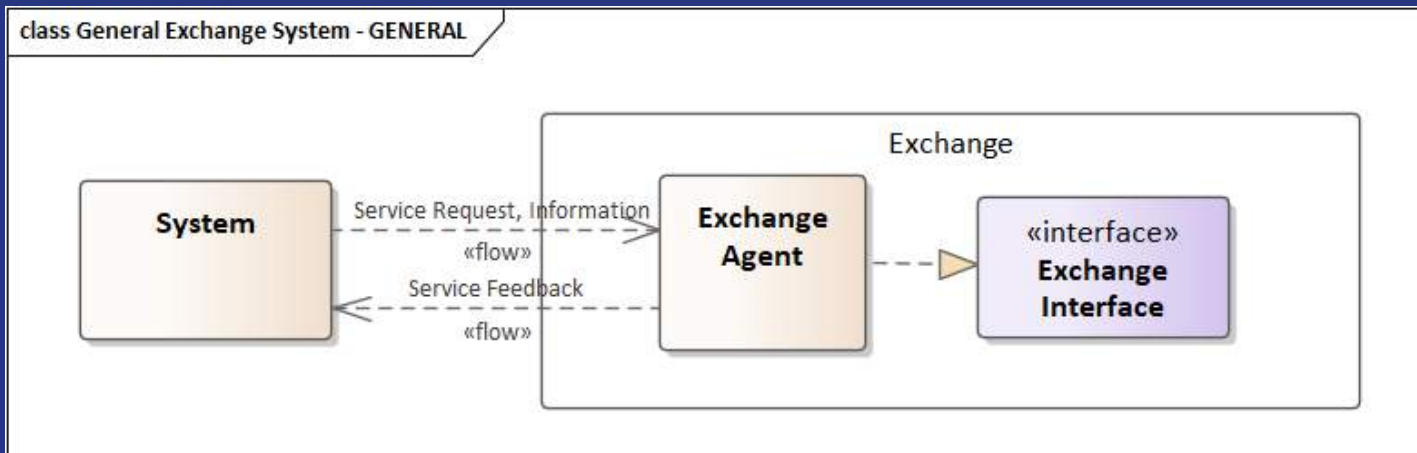 class General Exchange System - GENERAL
Exchange
System
Service Request, Information
«flow»
Service Feedback
«flow»
Exchange
Agent
«interface»
Exchange
Interface